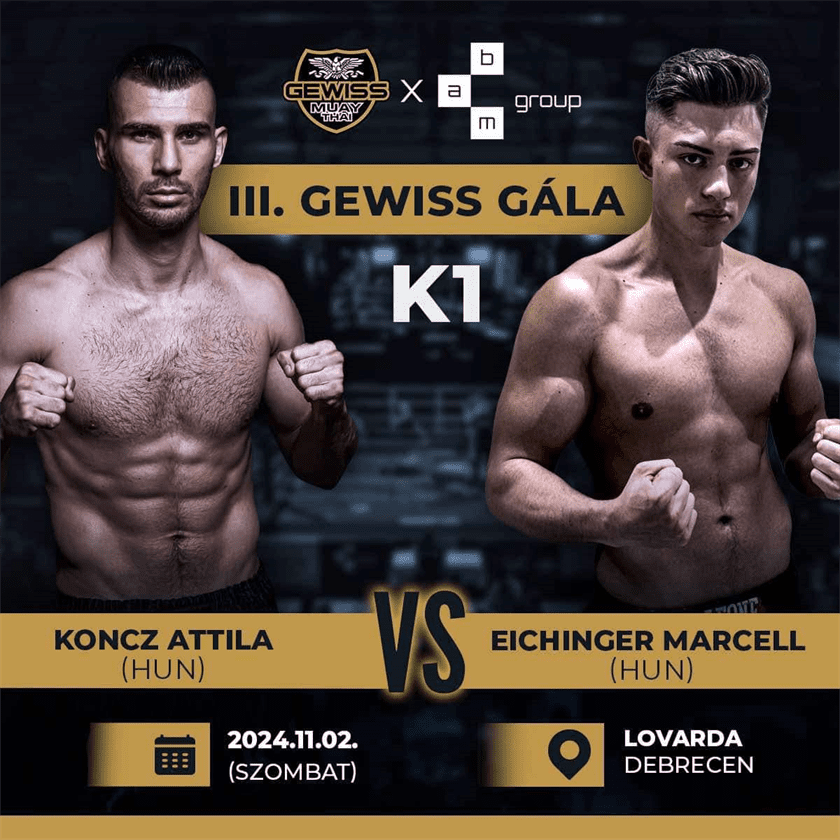 GEWISS
MUAY
THAI
X
b
a
m
group
III. GEWISS GÁLA
K1
KONCZ ATTILA
(HUN)
VS
EICHINGER MARCELL
(HUN)
2024.11.02.
(SZOMBAT)
LOVARDA
DEBRECEN